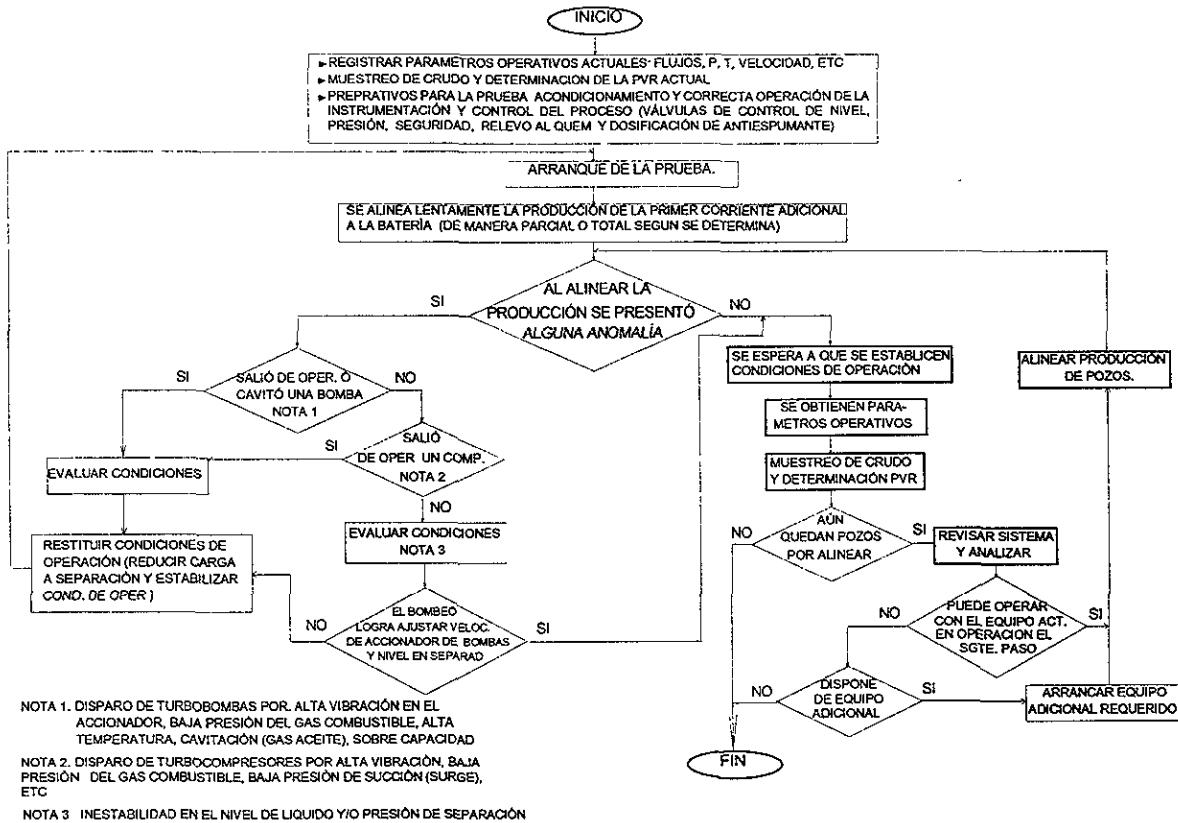 INICIO
►REGISTRAR PARAMETROS OPERATIVOS ACTUALES· FLUJOS, P, T, VELOCIDAD, ETC
►MUESTREO DE CRUDO Y DETERMINACION DE LA PVR ACTUAL
►PREPRATIVOS PARA LA PRUEBA ACONDICIONAMIENTO Y CORRECTA OPERACIÓN DE LA
INSTRUMENTACIÓN Y CONTROL DEL PROCESO (VÁLVULAS DE CONTROL DE NIVEL,
PRESIÓN, SEGURIDAD, RELEVO AL QUEM Y DOSIFICACIÓN DE ANTIESPUMANTE)
ARRANQUE DE LA PRUEBA.
SE ALINEA LENTAMENTE LA PRODUCCIÓN DE LA PRIMER CORRIENTE ADICIONAL
A LA BATERÍA (DE MANERA PARCIAL O TOTAL SEGUN SE DETERMINA)
SI
AL ALINEAR LA
PRODUCCIÓN SE PRESENTÓ
ALGUNA ANOMALÍA
NO
SE ESPERA A QUE SE ESTABLICEN
CONDICIONES DE OPERACIÓN
ALINEAR PRODUCCIÓN
DE POZOS.
SI
SALIÓ DE OPER. Ó
CAVITÓ UNA BOMBA
NOTA 1
NO
SE OBTIENEN PARA-
METROS OPERATIVOS
SI
SALIÓ
DE OPER UN COMP.
NOTA 2
EVALUAR CONDICIONES
MUESTREO DE CRUDO
Y DETERMINACIÓN PVR
NO
EVALUAR CONDICIONES
NOTA 3
NO
AÚN
QUEDAN POZOS
POR ALINEAR
SI
REVISAR SISTEMA
Y ANALIZAR
RESTITUIR CONDICIONES DE
OPERACIÓN (REDUCIR CARGA
A SEPARACIÓN Y ESTABILIZAR
COND. DE OPER )
NO
EL BOMBEO
LOGRA AJUSTAR VELOC.
DE ACCIONADOR DE BOMBAS
Y NIVEL EN SEPARAD
SI
NO
PUEDE OPERAR
CON EL EQUIPO ACT.
EN OPERACION EL
SGTE. PASO
SI
NO
DISPONE
DE EQUIPO
ADICIONAL
SI
ARRANCAR EQUIPO
ADICIONAL REQUERIDO
FIN
NOTA 1. DISPARO DE TURBOBOMBAS POR. ALTA VIBRACIÓN EN EL
ACCIONADOR, BAJA PRESIÓN DEL GAS COMBUSTIBLE, ALTA
TEMPERATURA, CAVITACIÓN (GAS ACEITE), SOBRE CAPACIDAD
NOTA 2. DISPARO DE TURBOCOMPRESORES POR ALTA VIBRACIÓN, BAJA
PRESIÓN DEL GAS COMBUSTIBLE, BAJA PRESIÓN DE SUCCIÓN (SURGE),
ETC
NOTA 3 INESTABILIDAD EN EL NIVEL DE LIQUIDO Y/O PRESIÓN DE SEPARACIÓN